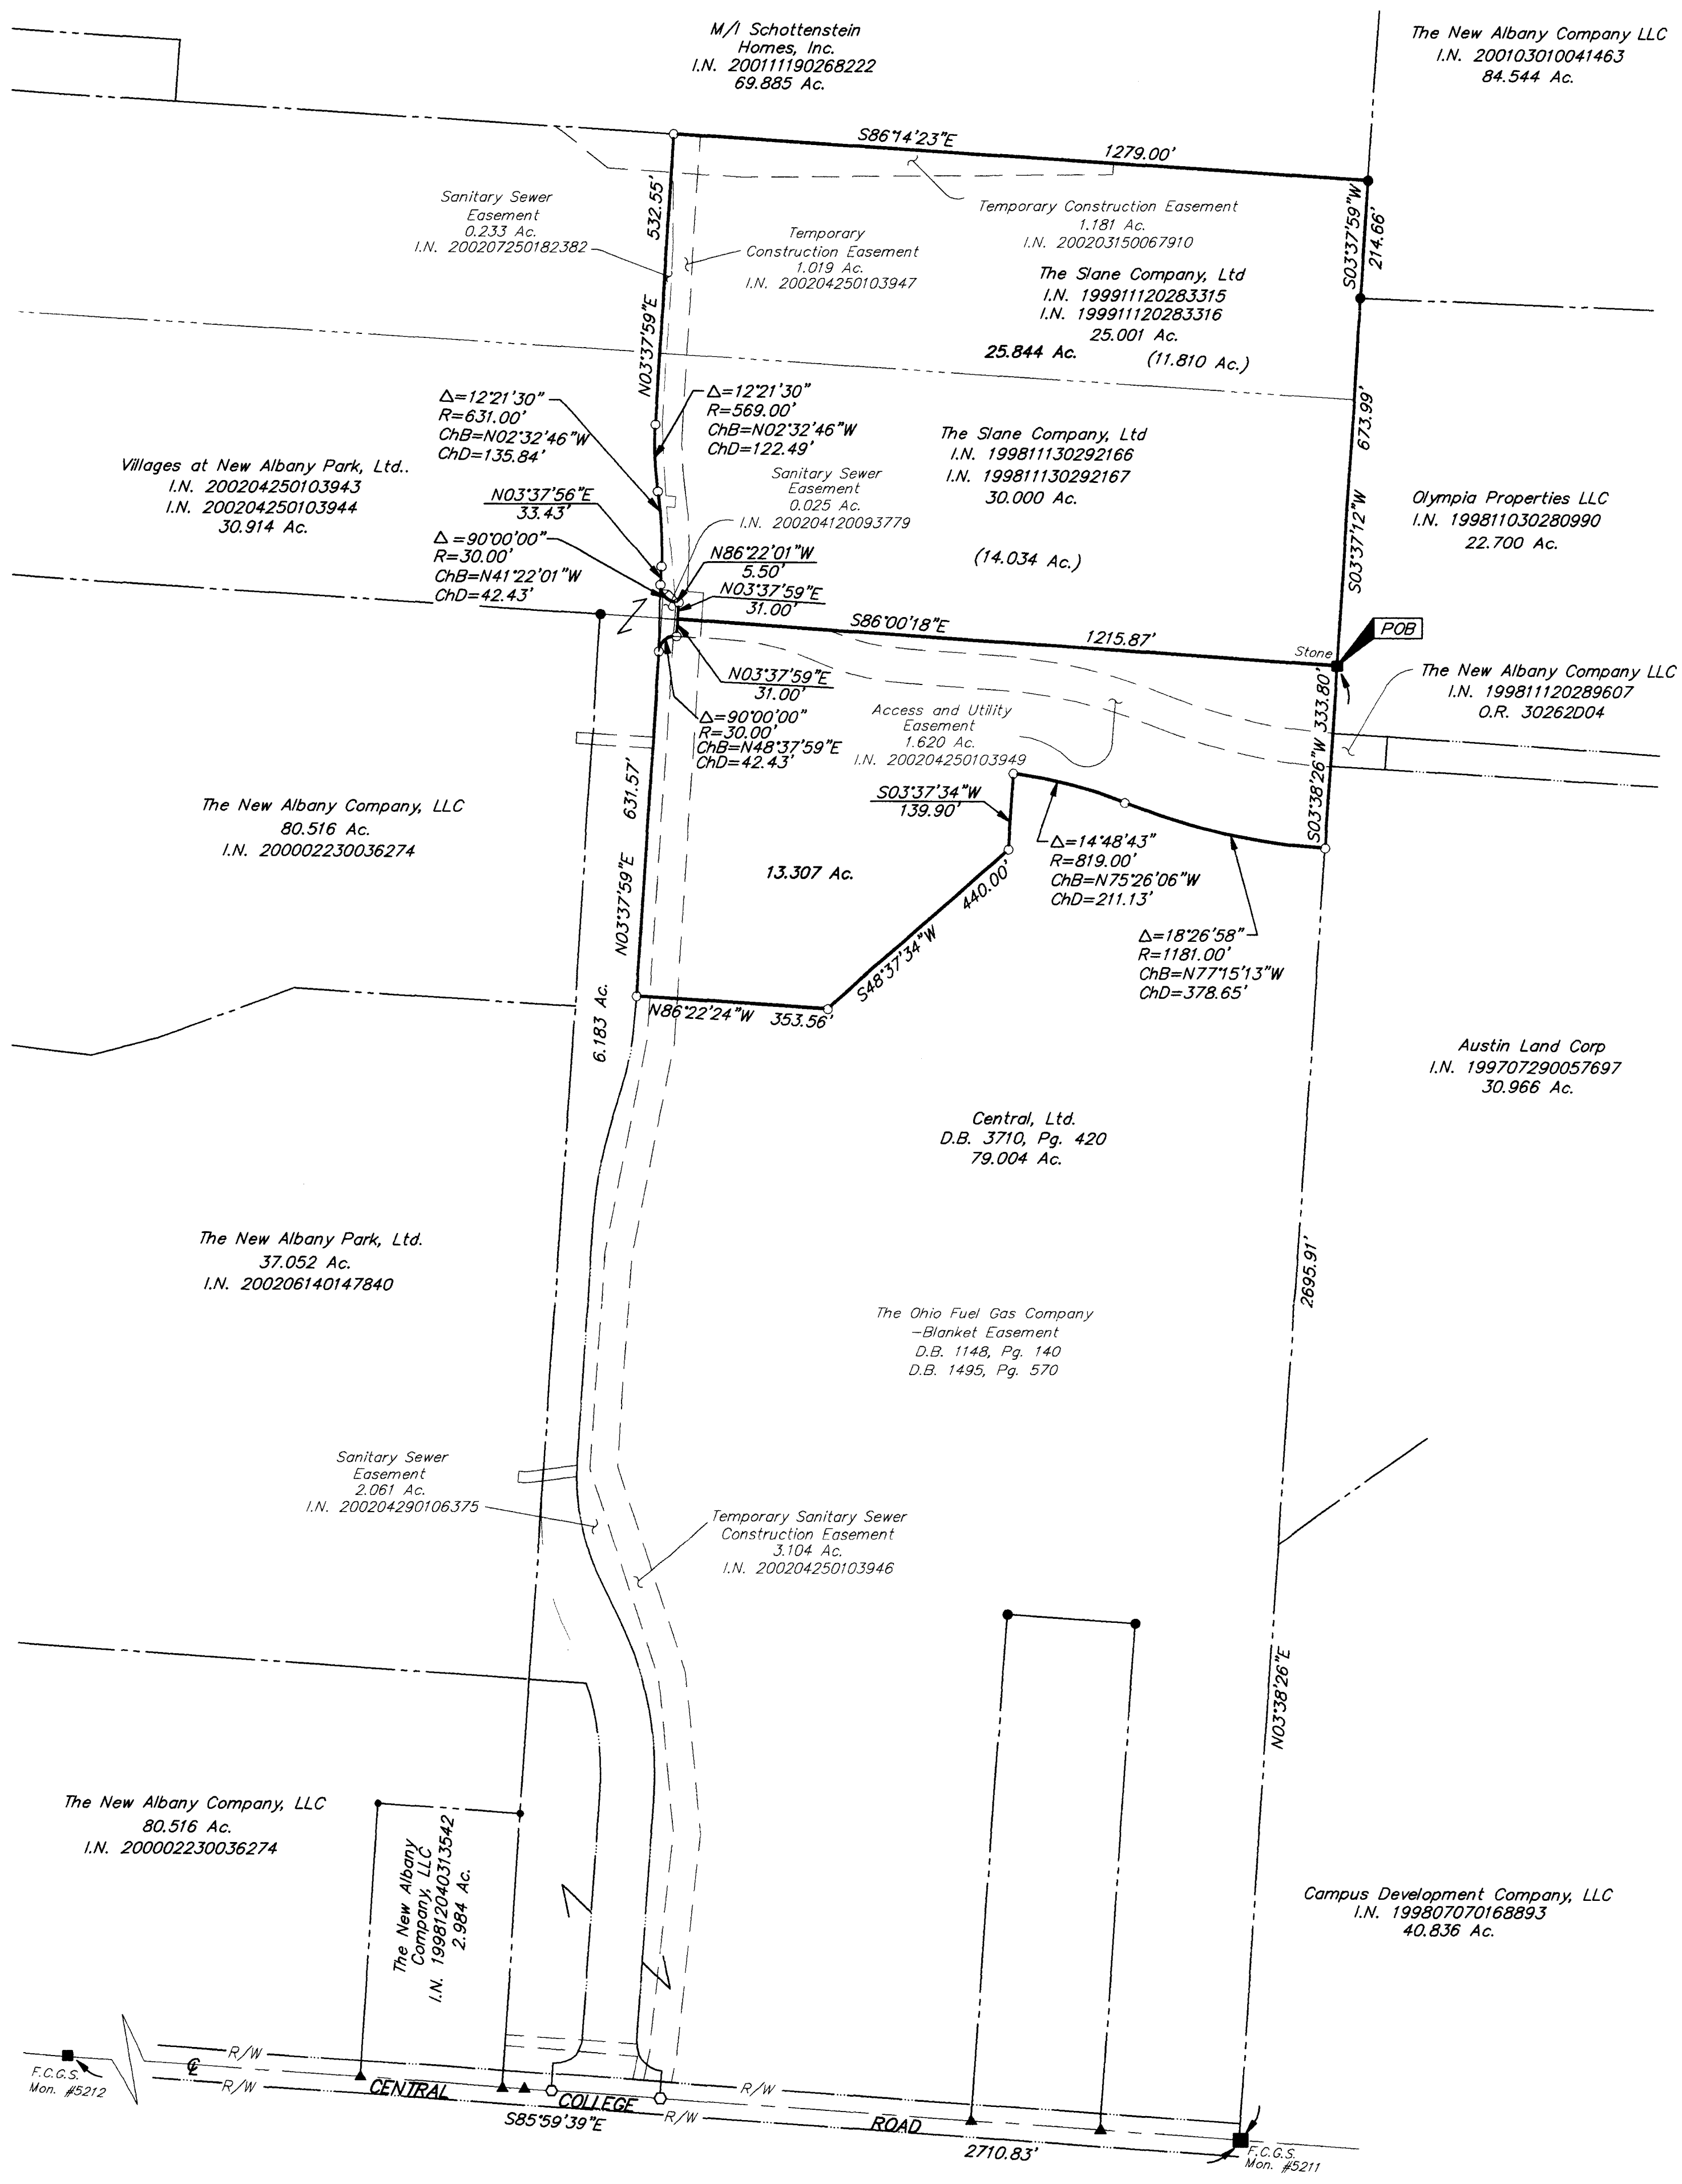 M/I Schottenstein
Homes, Inc.
I.N. 200111190268222
69.885 Ac.
The New Albany Company LLC
I.N. 200103010041463
84.544 Ac.
S86°14'23"E
1279.00'
Sanitary Sewer
Easement
0.233 Ac.
I.N. 200207250182382
532.55'
N03°37'59"E
Temporary
Construction Easement
1.019 Ac.
I.N. 200204250103947
Temporary Construction Easement
1.181 Ac.
I.N. 200203150067910
S03°37'59"W
214.66'
The Slane Company, Ltd
I.N. 199911120283315
I.N. 199911120283316
25.001 Ac.
25.844 Ac.
(11.810 Ac.)
Δ=12°21'30"
R=631.00'
ChB=N02°32'46"W
ChD=135.84'
Δ=12°21'30"
R=569.00'
ChB=N02°32'46"W
ChD=122.49'
673.99'
S03°37'12"W
The Slane Company, Ltd
I.N. 199811130292166
I.N. 199811130292167
30.000 Ac.
(14.034 Ac.)
Villages at New Albany Park, Ltd..
I.N. 200204250103943
I.N. 200204250103944
30.914 Ac.
Sanitary Sewer
Easement
0.025 Ac.
I.N. 200204120093779
Olympia Properties LLC
I.N. 199811030280990
22.700 Ac.
N03°37'56"E
33.43'
Δ=90°00'00"
R=30.00'
ChB=N41°22'01"W
ChD=42.43'
N86°22'01"W
5.50'
N03°37'59"E
31.00'
S86°00'18"E
1215.87'
Stone
POB
N03°37'59"E
31.00'
Δ=90°00'00"
R=30.00'
ChB=N48°37'59"E
ChD=42.43'
Access and Utility
Easement
1.620 Ac.
I.N. 200204250103949
The New Albany Company LLC
I.N. 199811120289607
O.R. 30262D04
S03°38'26"W 333.80'
631.57'
N03°37'59"E
The New Albany Company, LLC
80.516 Ac.
I.N. 200002230036274
S03°37'34"W
139.90'
13.307 Ac.
440.00'
S48°37'34"W
Δ=14°48'43"
R=819.00'
ChB=N75°26'06"W
ChD=211.13'
Δ=18°26'58"
R=1181.00'
ChB=N77°15'13"W
ChD=378.65'
N86°22'24"W 353.56'
6.183 Ac.
Austin Land Corp
I.N. 199707290057697
30.966 Ac.
Central, Ltd.
D.B. 3710, Pg. 420
79.004 Ac.
The New Albany Park, Ltd.
37.052 Ac.
I.N. 200206140147840
2695.91'
The Ohio Fuel Gas Company
-Blanket Easement
D.B. 1148, Pg. 140
D.B. 1495, Pg. 570
Sanitary Sewer
Easement
2.061 Ac.
I.N. 200204290106375
Temporary Sanitary Sewer
Construction Easement
3.104 Ac.
I.N. 200204250103946
N03°38'26"E
The New Albany Company, LLC
80.516 Ac.
I.N. 200002230036274
The New Albany
Company, LLC
I.N. 199812040313542
2.984 Ac.
Campus Development Company, LLC
I.N. 199807070168893
40.836 Ac.
F.C.G.S.
Mon. #5212
R/W
R/W
CENTRAL COLLEGE ROAD
R/W
R/W
S85°59'39"E
2710.83'
F.C.G.S.
Mon. #5211